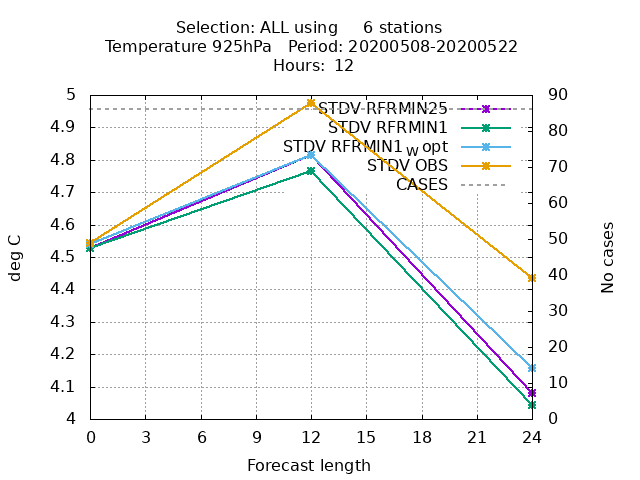 Selection: ALL using 6 stations
Temperature 925hPa Period: 20200508-20200522
Hours: 12
5
4.9
4.8
4.7
4.6
4.5
4.4
4.3
4.2
4.1
4
deg C
STDV RFRMIN25
STDV RFRMIN1
STDV RFRMIN1 w opt
STDV OBS
CASES
90
80
70
60
50
40
30
20
10
0
No cases
0 3 6 9 12 15 18 21 24
Forecast length